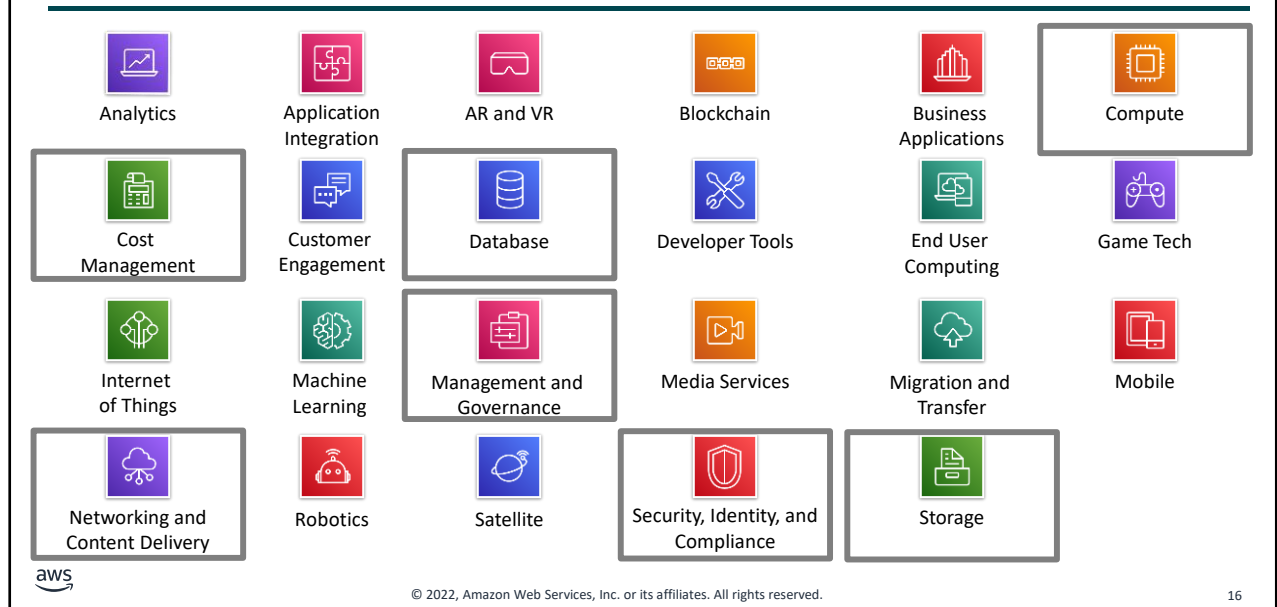 Analytics
Application
Integration
AR and VR
Blockchain
Business
Applications
Compute
Cost
Management
Customer
Engagement
Database
Developer Tools
End User
Computing
Game Tech
Internet
of Things
Machine
Learning
Management and
Governance
Media Services
Migration and
Transfer
Mobile
Networking and
Content Delivery
Robotics
Satellite
Security, Identity, and
Compliance
Storage
aws
© 2022, Amazon Web Services, Inc. or its affiliates. All rights reserved.
16